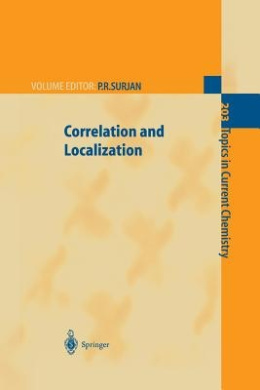 VOLUME EDITOR: P.R.SURJAN
Correlation and
Localization
203 Topics in Current Chemistry
Springer